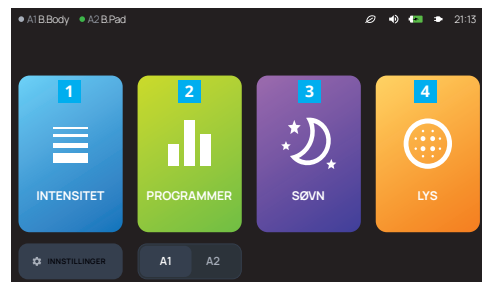 A1 B.Body A2 B.Pad 21:13
1 2 3 4
INTENSITET PROGRAMMER SØVN LYS
INNSTILLINGER A1 A2